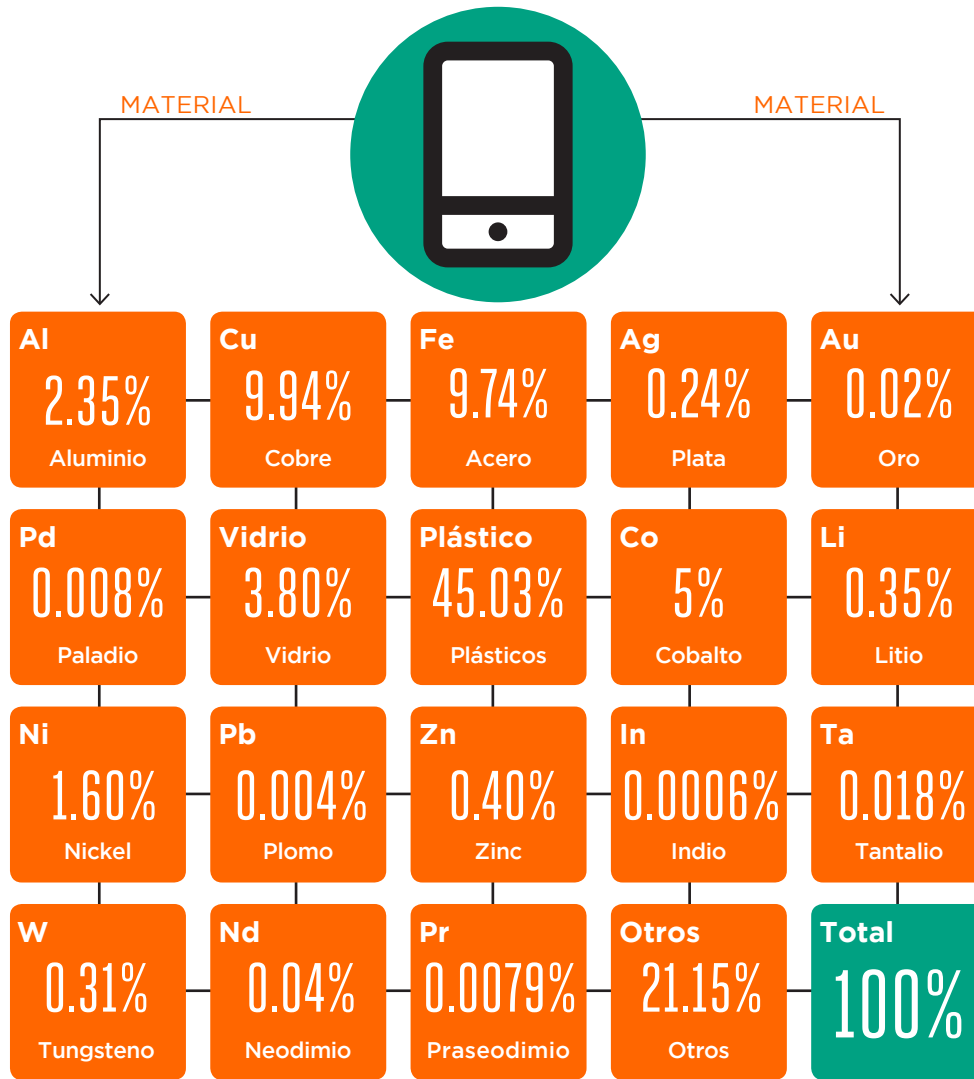 MATERIAL MATERIAL
Al Cu Fe Ag Au
2.35% 9.94% 9.74% 0.24% 0.02%
Aluminio Cobre Acero Plata Oro
Pd Vidrio Plástico Co Li
0.008% 3.80% 45.03% 5% 0.35%
Paladio Vidrio Plásticos Cobalto Litio
Ni Pb Zn In Ta
1.60% 0.004% 0.40% 0.0006% 0.018%
Nickel Plomo Zinc Indio Tantalio
W Nd Pr Otros Total
0.31% 0.04% 0.0079% 21.15% 100%
Tungsteno Neodimio Praseodimio Otros